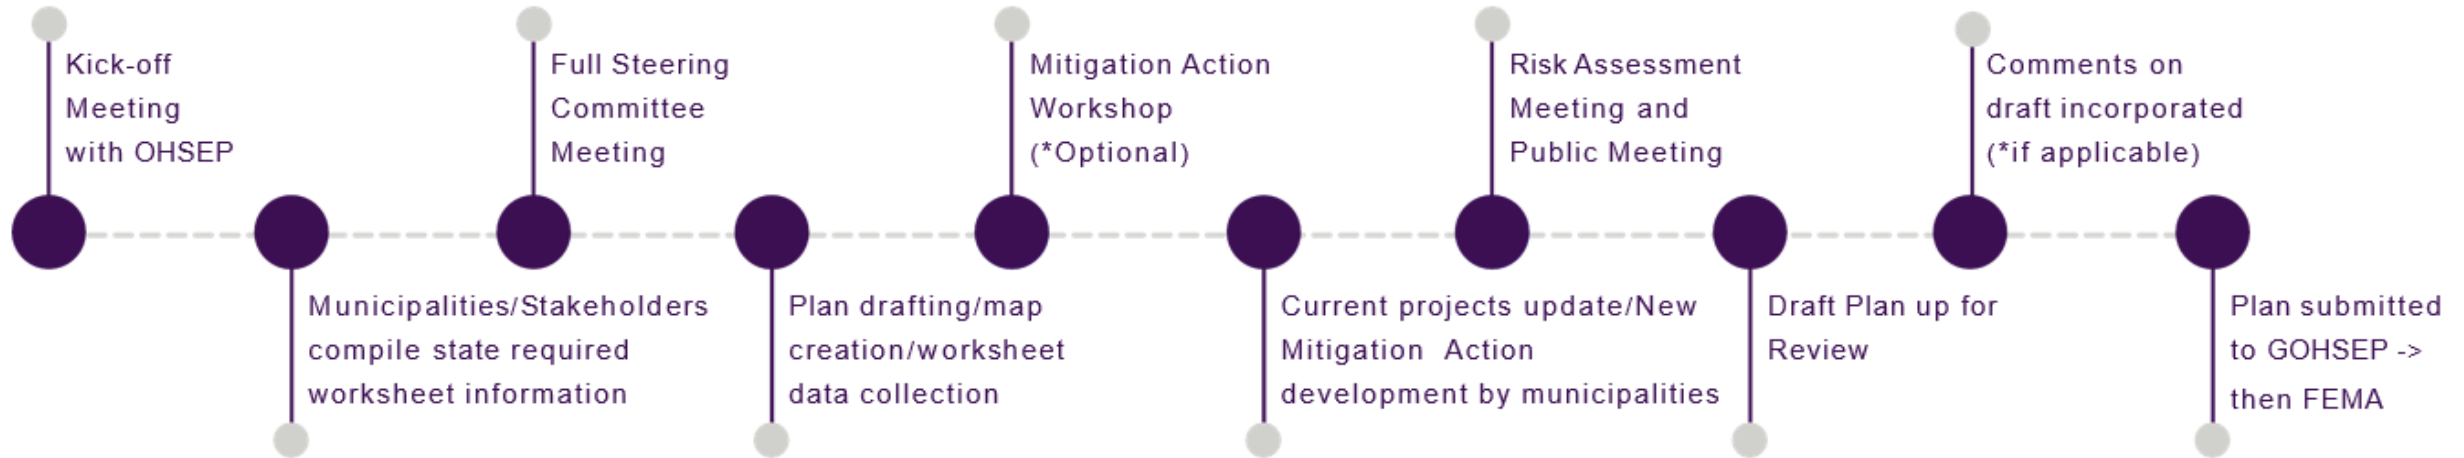 Kick-off
Meeting
with OHSEP
Municipalities/Stakeholders
compile state required
worksheet information
Full Steering
Committee
Meeting
Plan drafting/map
creation/worksheet
data collection
Mitigation Action
Workshop
(*Optional)
Current projects update/New
Mitigation Action
development by municipalities
Risk Assessment
Meeting and
Public Meeting
Draft Plan up for
Review
Comments on
draft incorporated
(*if applicable)
Plan submitted
to GOHSEP ->
then FEMA